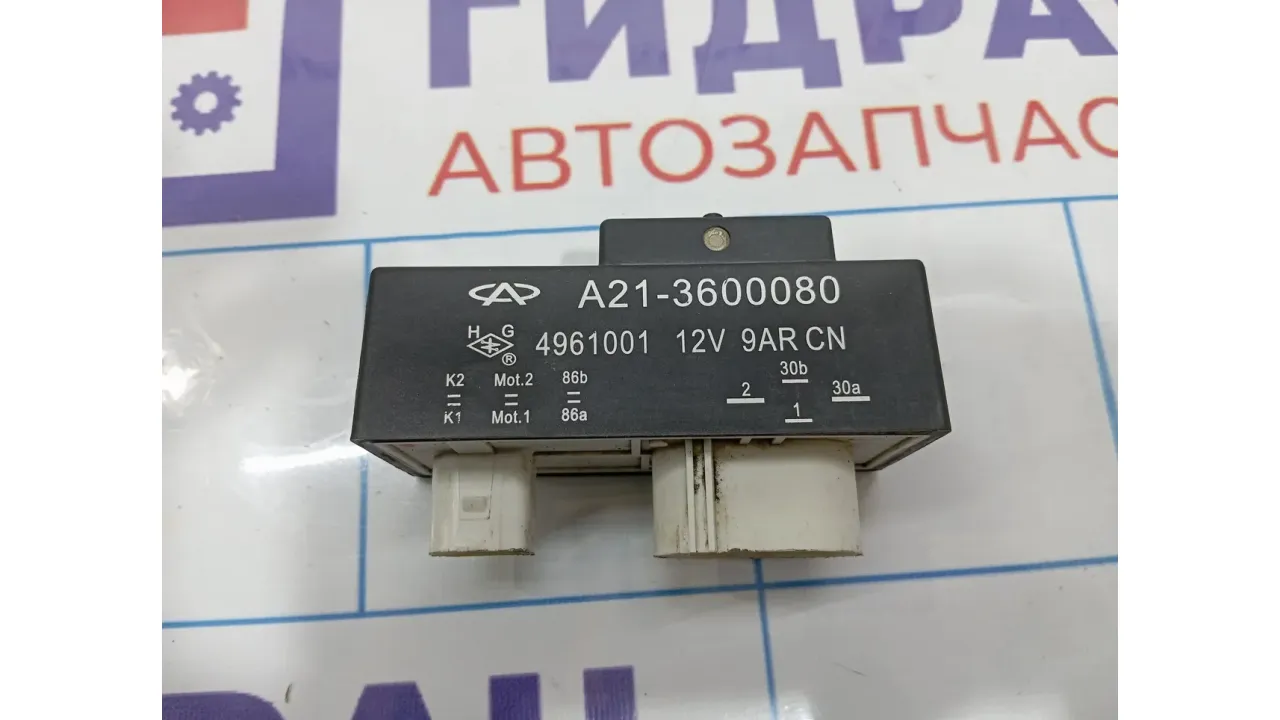 АВТОЗАПЧАС
A21-3600080
H G
4961001 12V 9AR CN
®
K2 Mot.2 86b
K1 Mot.1 86a
30b
2 30a
1